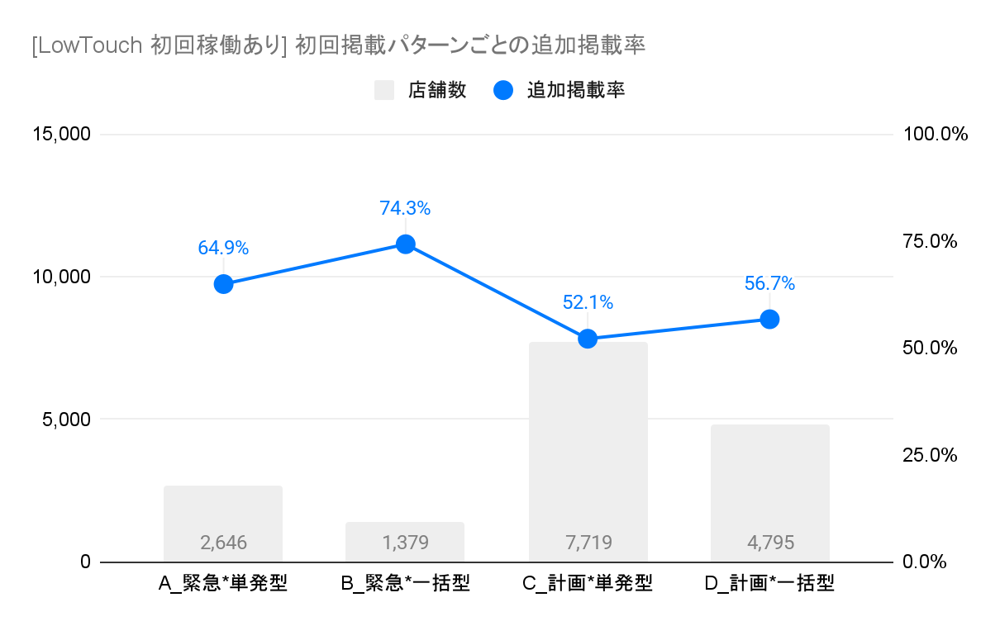 [LowTouch 初回稼働あり] 初回掲載パターンごとの追加掲載率
店舗数 追加掲載率
15,000 100.0%
74.3%
64.9% 75.0%
10,000 56.7%
52.1%
50.0%
5,000
25.0%
2,646 1,379 7,719 4,795
0 0.0%
A_緊急*単発型 B_緊急*一括型 C_計画*単発型 D_計画*一括型